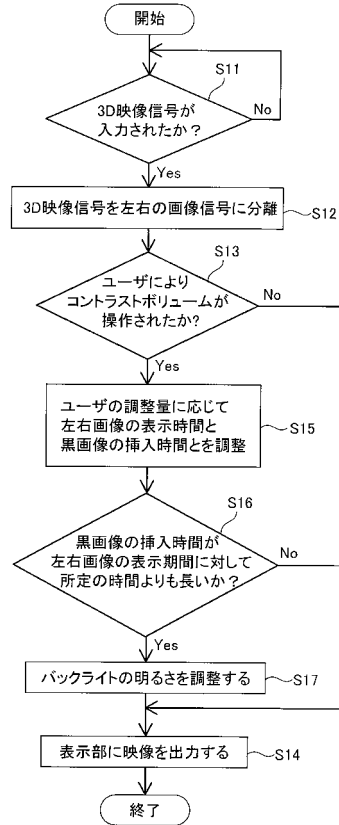 開始
S11
3D映像信号が
入力されたか？
No
Yes
3D映像信号を左右の画像信号に分離
S12
S13
ユーザにより
コントラストボリュームが
操作されたか?
No
Yes
ユーザの調整量に応じて
左右画像の表示時間と
黒画像の挿入時間とを調整
S15
S16
黒画像の挿入時間が
左右画像の表示期間に対して
所定の時間よりも長いか？
No
Yes
バックライトの明るさを調整する
S17
表示部に映像を出力する
S14
終了